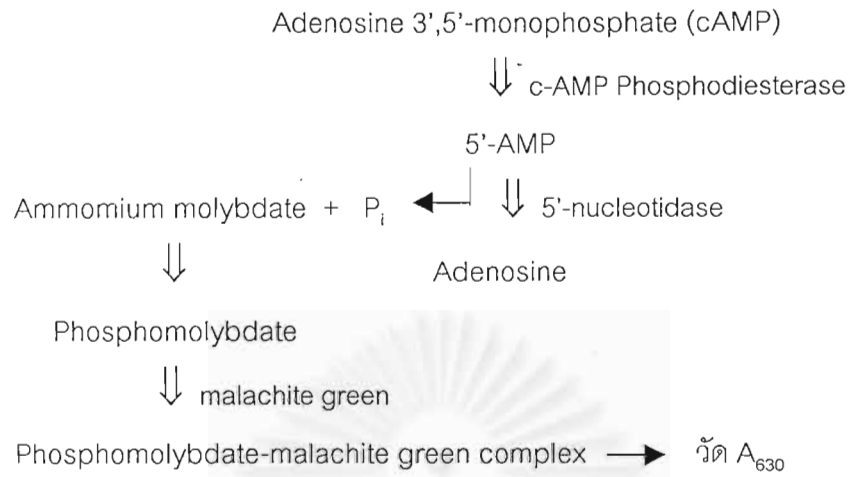 Adenosine 3',5'-monophosphate (cAMP)
c-AMP Phosphodiesterase
5'-AMP
Ammomium molybdate + Pi
5'-nucleotidase
Adenosine
Phosphomolybdate
malachite green
Phosphomolybdate-malachite green complex วัด A630